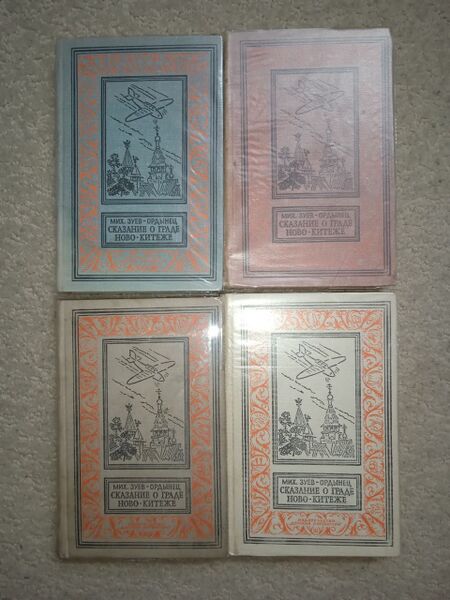 МИХ. ЗУЕВ-ОРДЫНЕЦ
СКАЗАНИЕ О ГРАДЕ
НОВО-КИТЕЖЕ
МИХ. ЗУЕВ-ОРДЫНЕЦ
СКАЗАНИЕ О ГРАДЕ
НОВО-КИТЕЖЕ
МИХ. ЗУЕВ-ОРДЫНЕЦ
СКАЗАНИЕ О ГРАДЕ
НОВО-КИТЕЖЕ
МИХ. ЗУЕВ-ОРДЫНЕЦ
СКАЗАНИЕ О ГРАДЕ
НОВО-КИТЕЖЕ
ИЗДАТЕЛЬСТВО